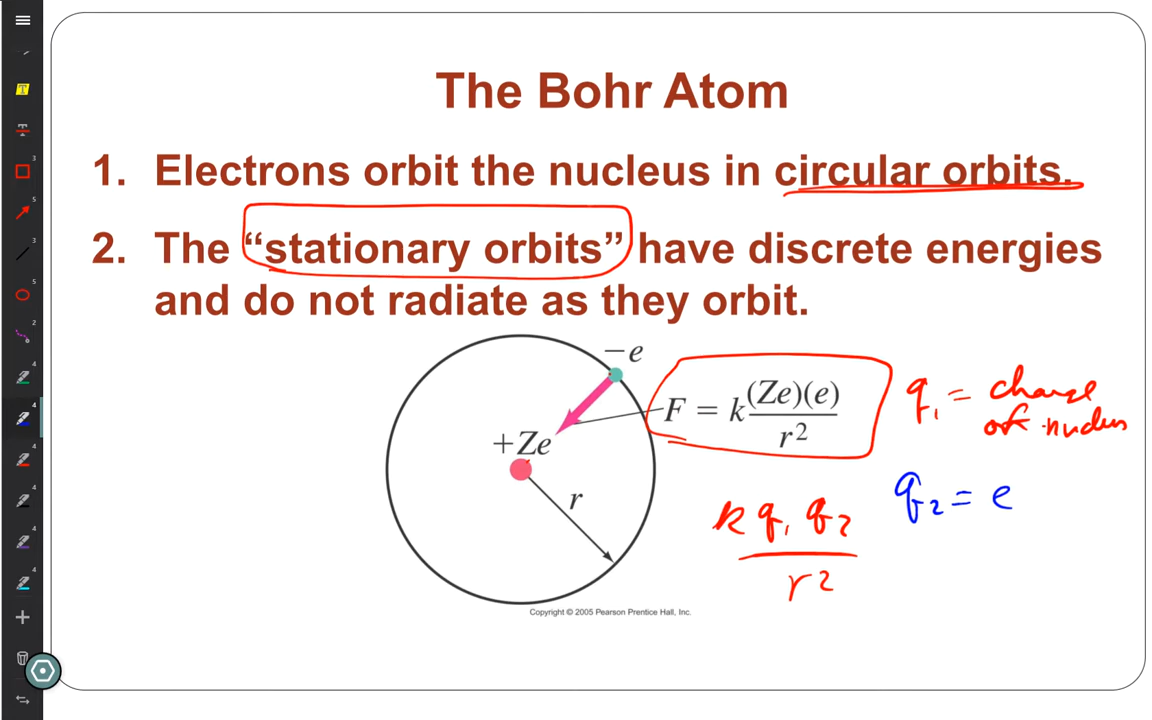 The Bohr Atom
1. Electrons orbit the nucleus in circular orbits.
2. The “stationary orbits” have discrete energies
and do not radiate as they orbit.
−e
F = k(Ze)(e)/r²
+Ze
r
q₁ = charge
of nucleus
q₂ = e
k q₁ q₂
r²
Copyright © 2005 Pearson Prentice Hall, Inc.